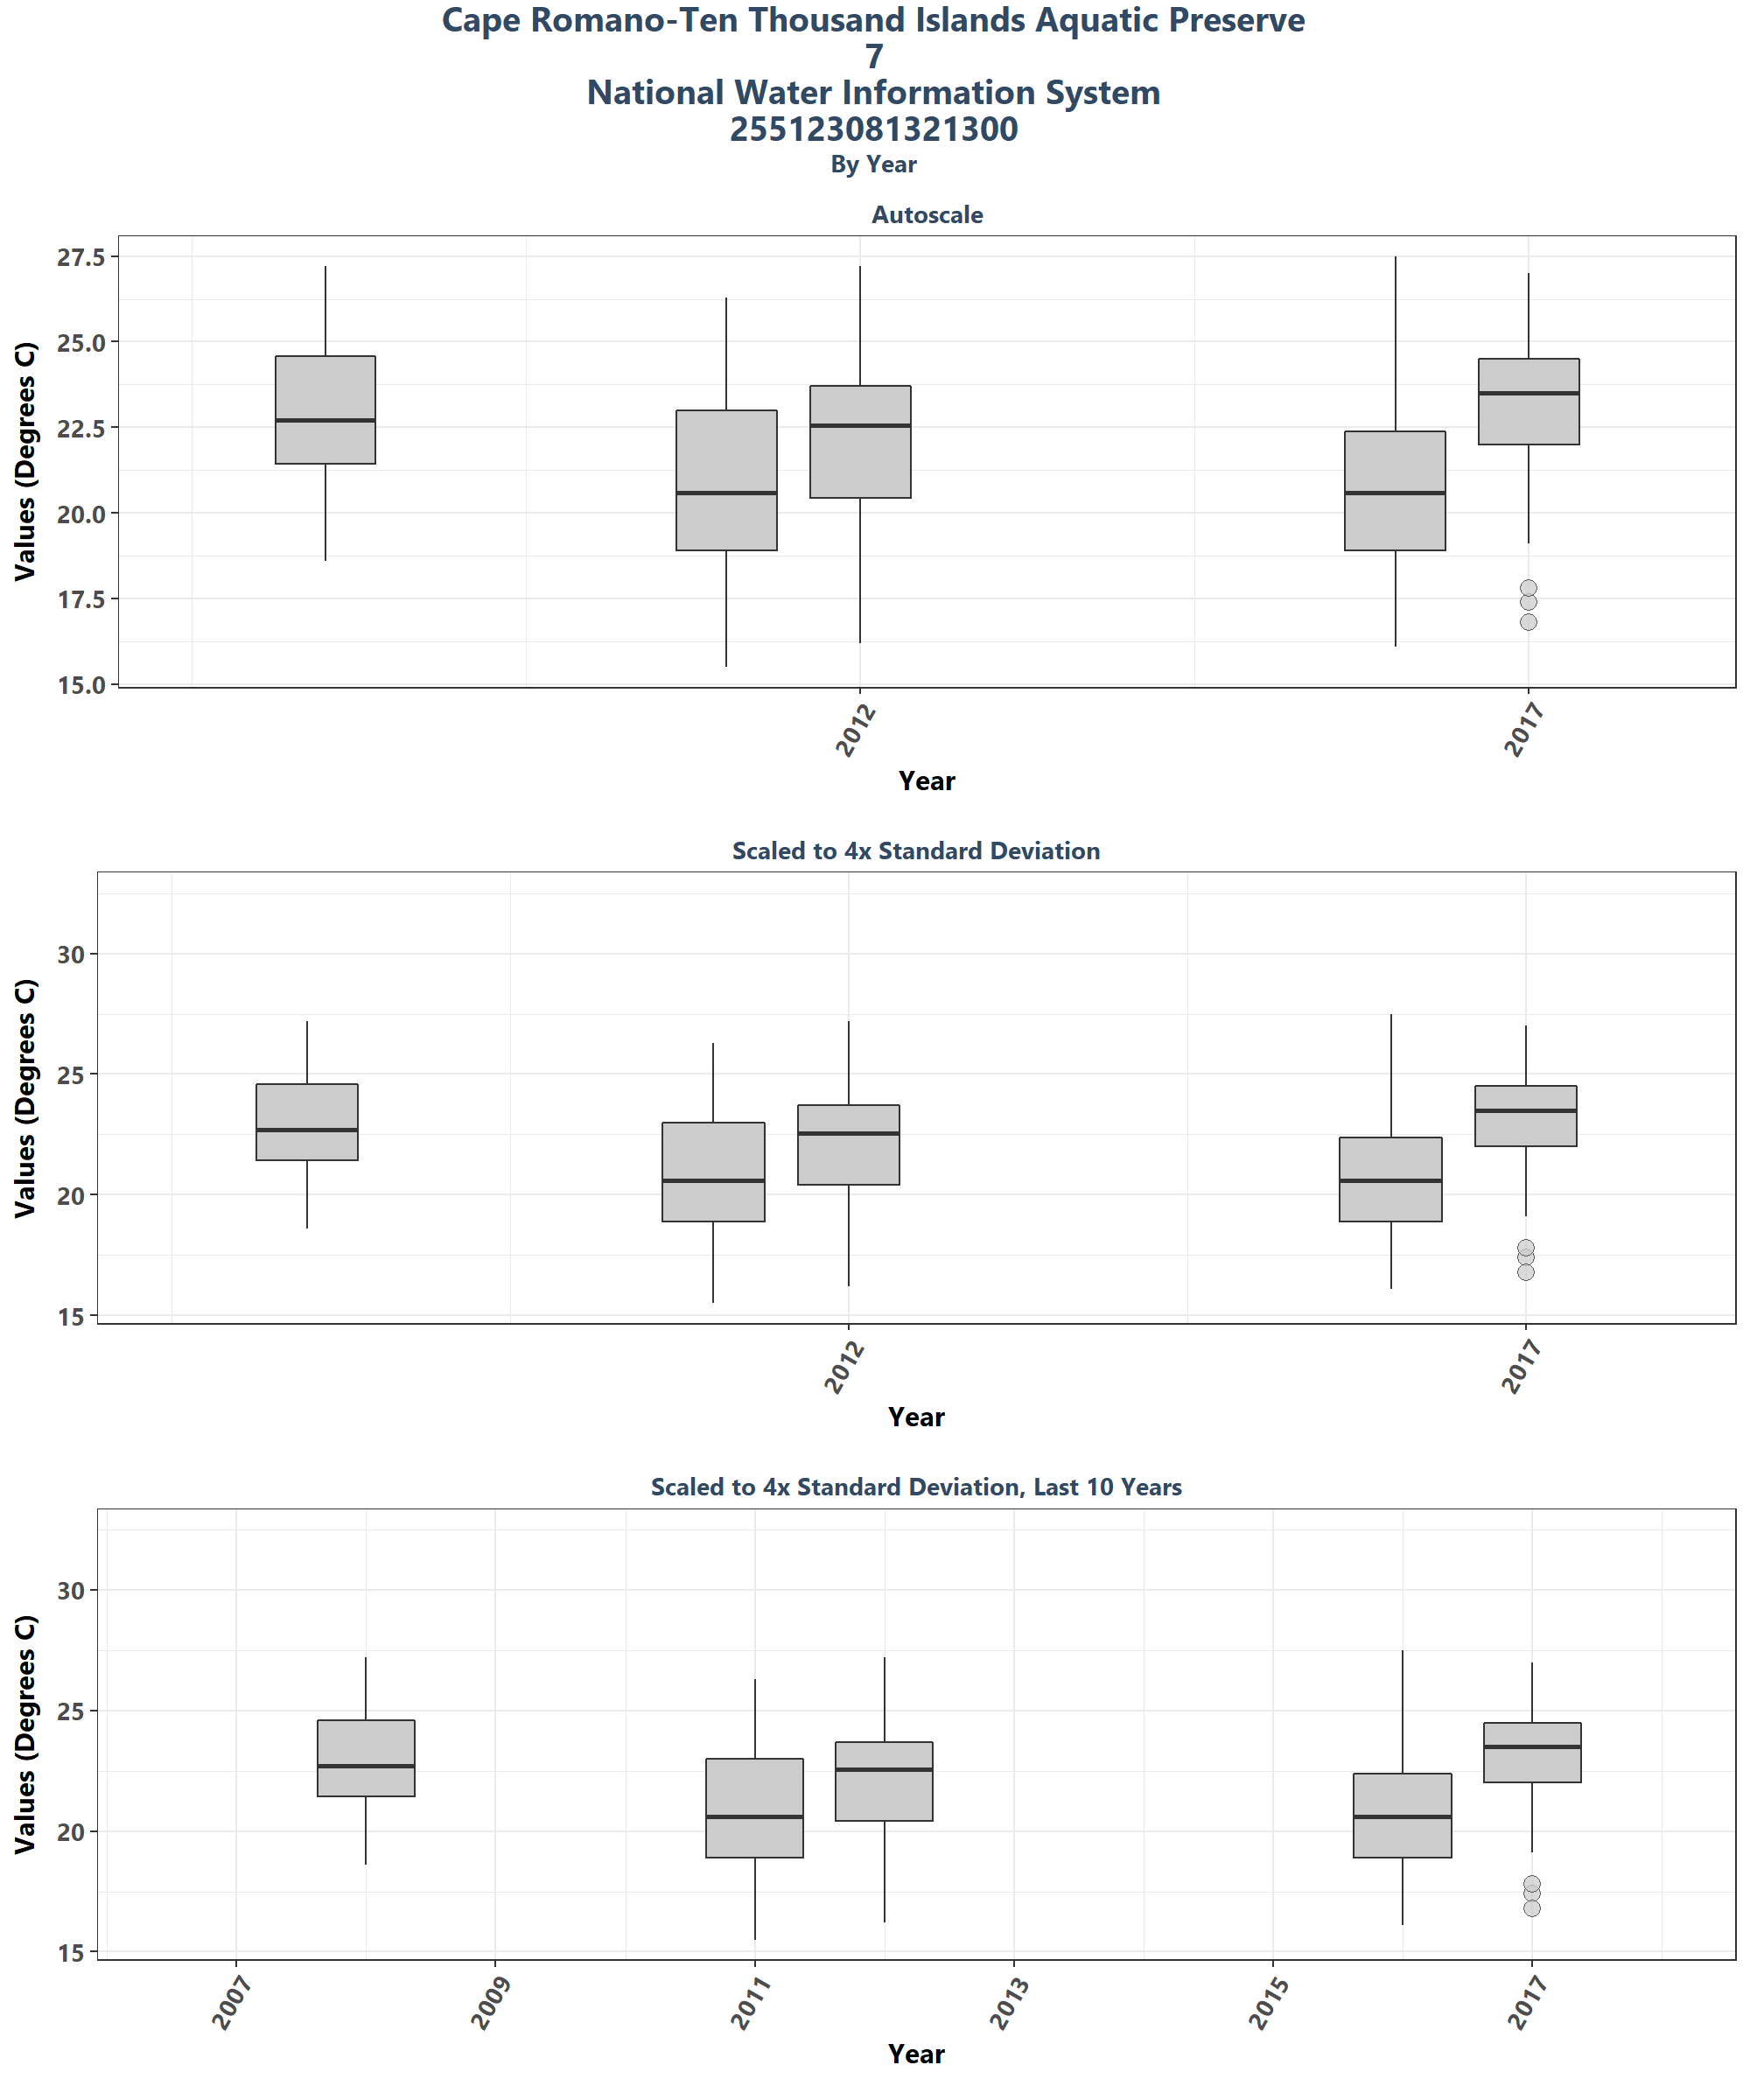 Cape Romano-Ten Thousand Islands Aquatic Preserve
7
National Water Information System
255123081321300
By Year
Autoscale
Values (Degrees C)
27.5
25.0
22.5
20.0
17.5
15.0
2012
2017
Year
Scaled to 4x Standard Deviation
Values (Degrees C)
30
25
20
15
2012
2017
Year
Scaled to 4x Standard Deviation, Last 10 Years
Values (Degrees C)
30
25
20
15
2007
2009
2011
2013
2015
2017
Year